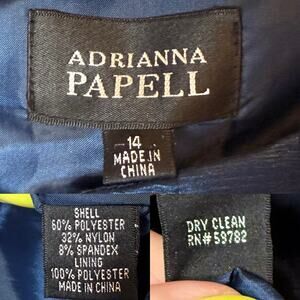 ADRIANNA
PAPELL
14
MADE IN
CHINA
SHELL
60% POLYESTER
32% NYLON
8% SPANDEX
LINING
100% POLYESTER
MADE IN CHINA
DRY CLEAN
RN# 53782